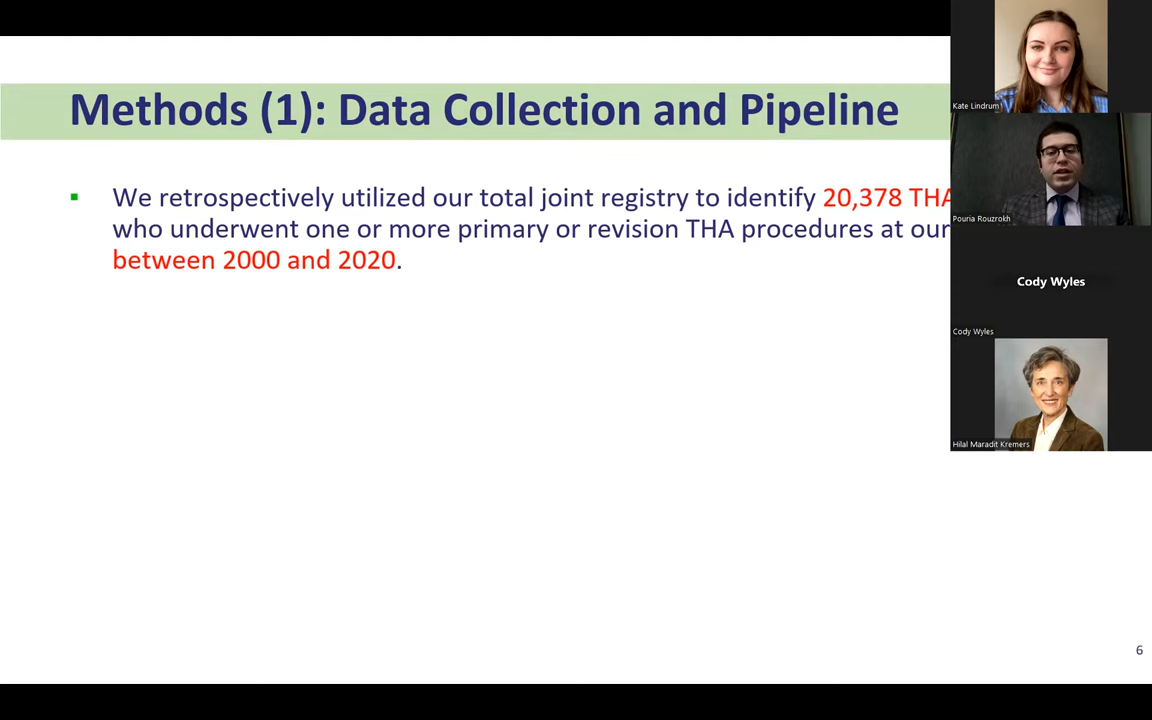 Methods (1): Data Collection and Pipeline
▪ We retrospectively utilized our total joint registry to identify 20,378 THA
who underwent one or more primary or revision THA procedures at our
between 2000 and 2020.
6
Kate Lindrum
Pouria Rouzrokh
Cody Wyles
Cody Wyles
Hilal Maradit Kremers